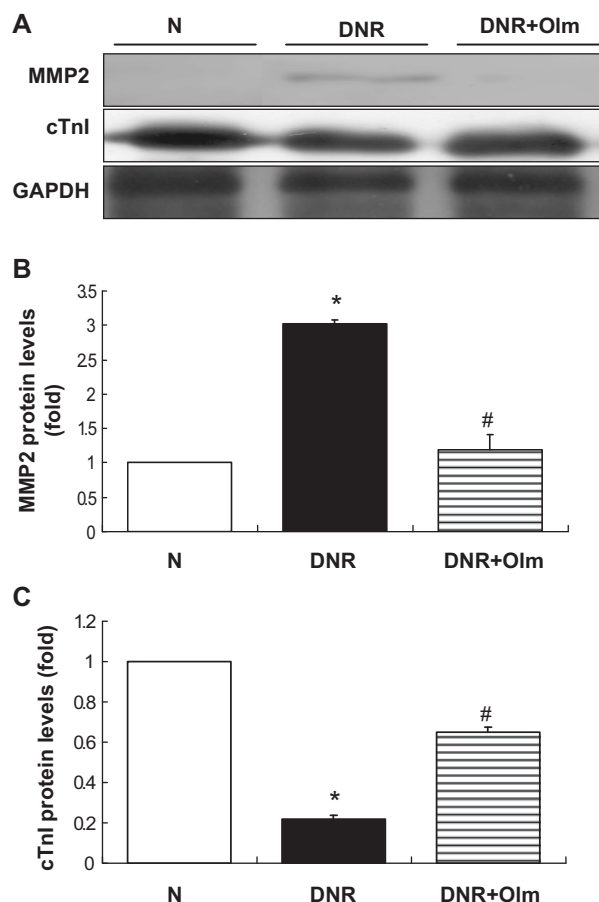 A
N DNR DNR+Olm
MMP2
cTnI
GAPDH
B
MMP2 protein levels
(fold)
3.5
3
2.5
2
1.5
1
0.5
0
*
#
N DNR DNR+Olm
C
cTnI protein levels (fold)
1.2
1
0.8
0.6
0.4
0.2
0
*
#
N DNR DNR+Olm